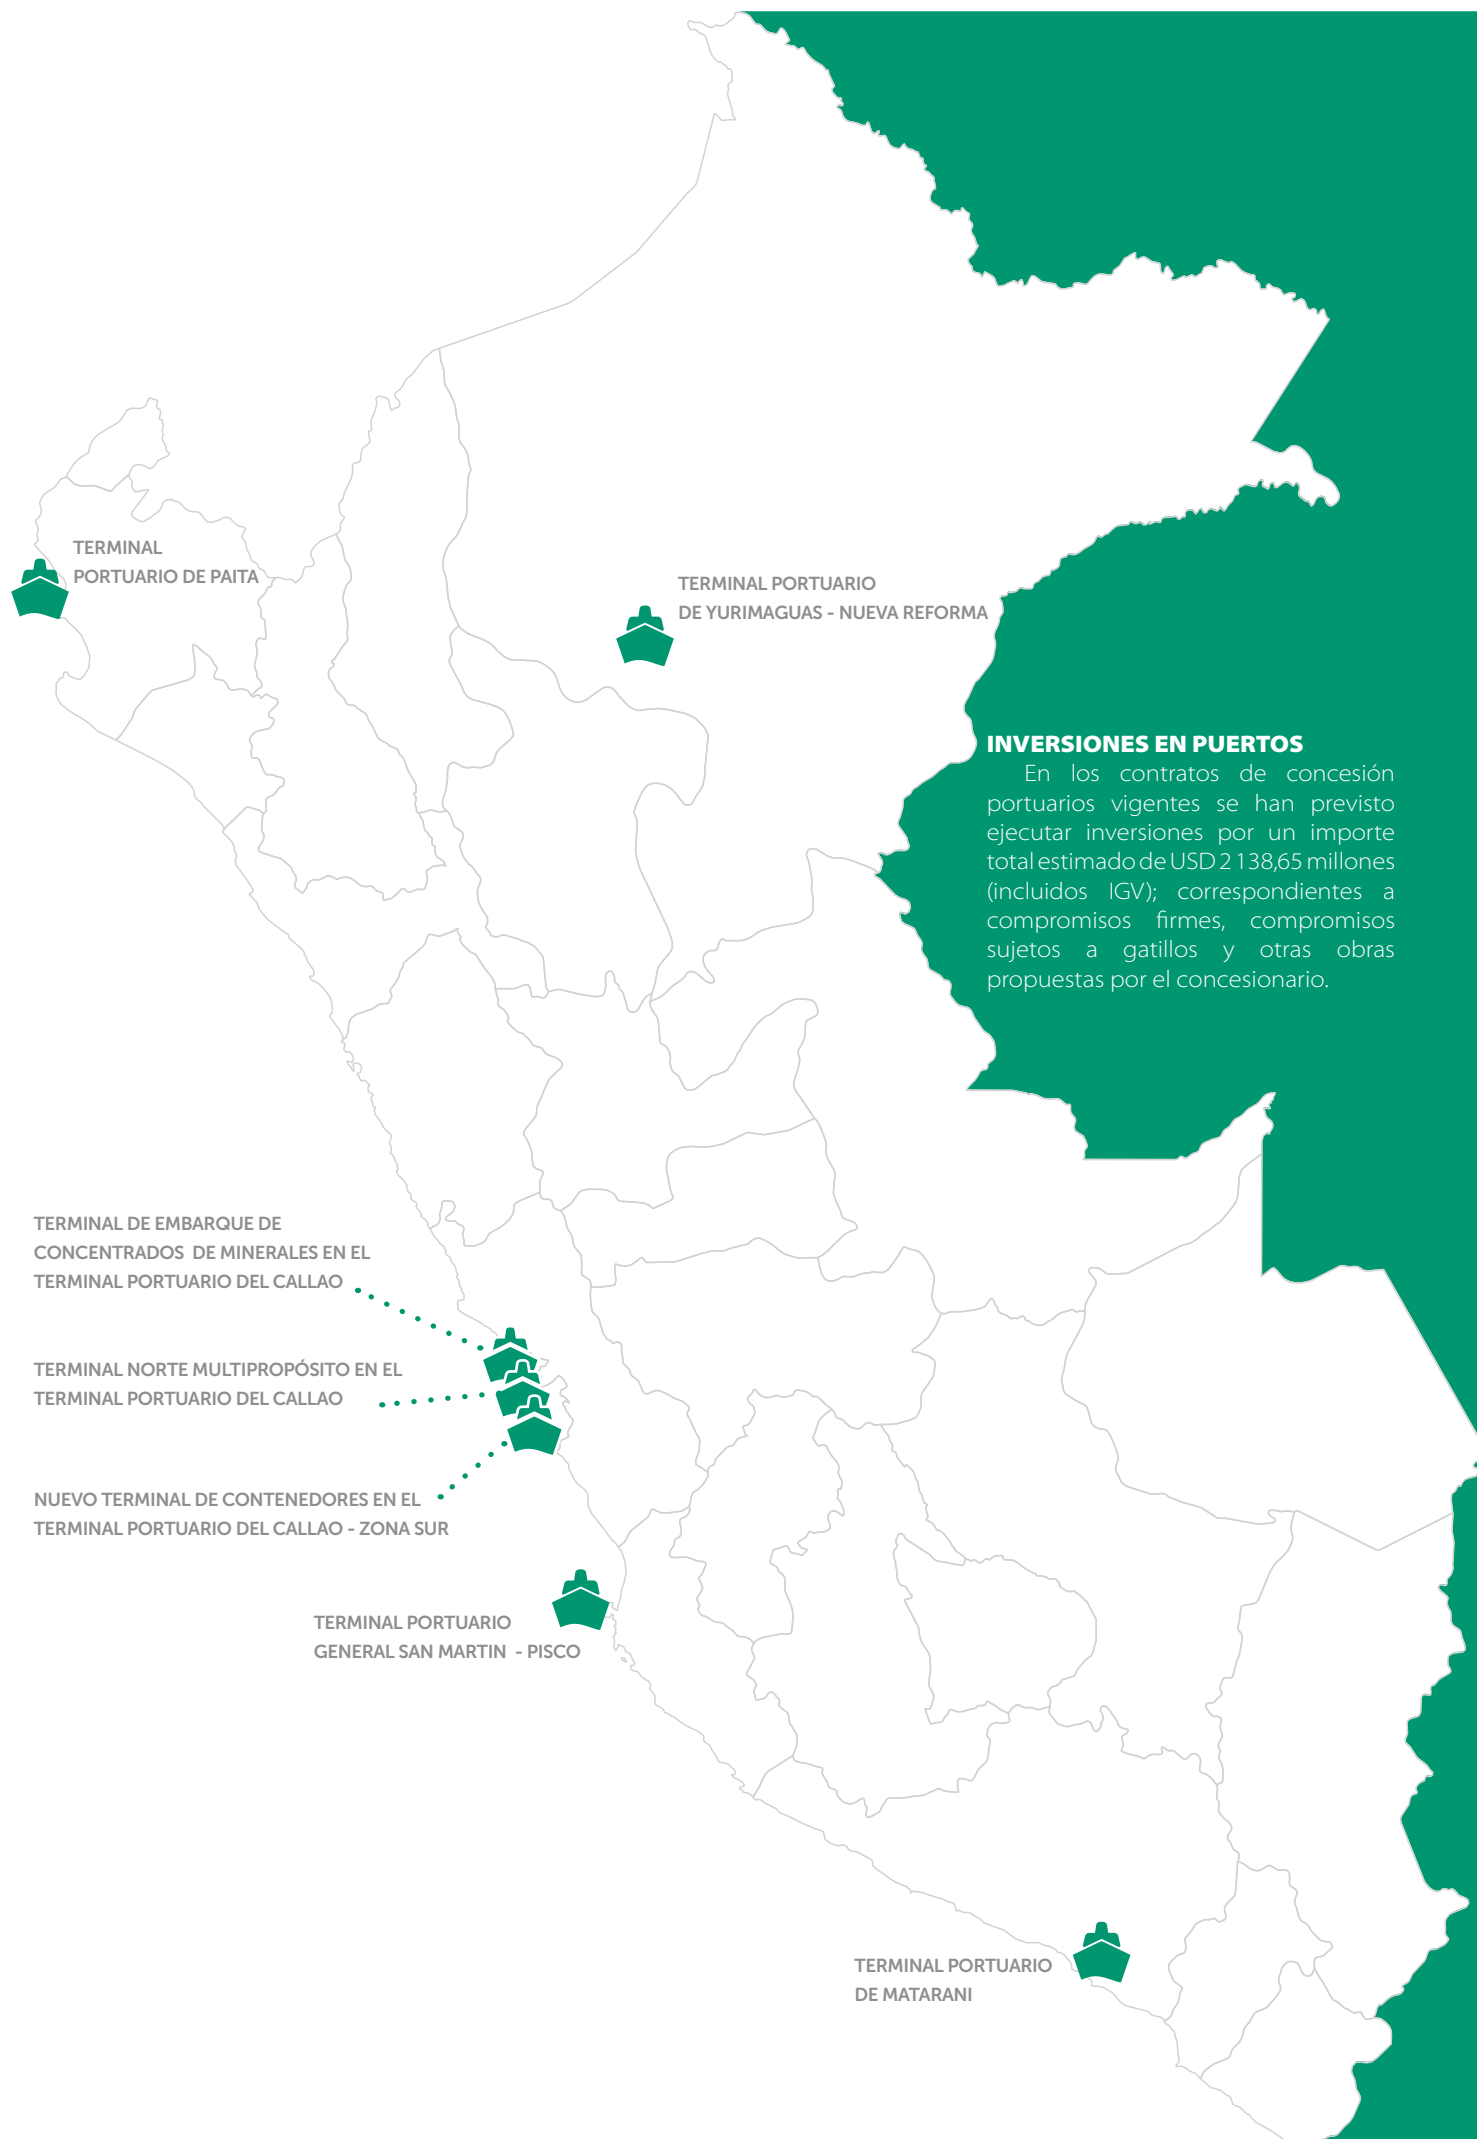 TERMINAL
PORTUARIO DE PAITA
TERMINAL PORTUARIO
DE YURIMAGUAS - NUEVA REFORMA
INVERSIONES EN PUERTOS
En los contratos de concesión
portuarios vigentes se han previsto
ejecutar inversiones por un importe
total estimado de USD 2 138,65 millones
(incluidos IGV); correspondientes a
compromisos firmes, compromisos
sujetos a gatillos y otras obras
propuestas por el concesionario.
TERMINAL DE EMBARQUE DE
CONCENTRADOS DE MINERALES EN EL
TERMINAL PORTUARIO DEL CALLAO
TERMINAL NORTE MULTIPROPÓSITO EN EL
TERMINAL PORTUARIO DEL CALLAO
NUEVO TERMINAL DE CONTENEDORES EN EL
TERMINAL PORTUARIO DEL CALLAO - ZONA SUR
TERMINAL PORTUARIO
GENERAL SAN MARTIN - PISCO
TERMINAL PORTUARIO
DE MATARANI